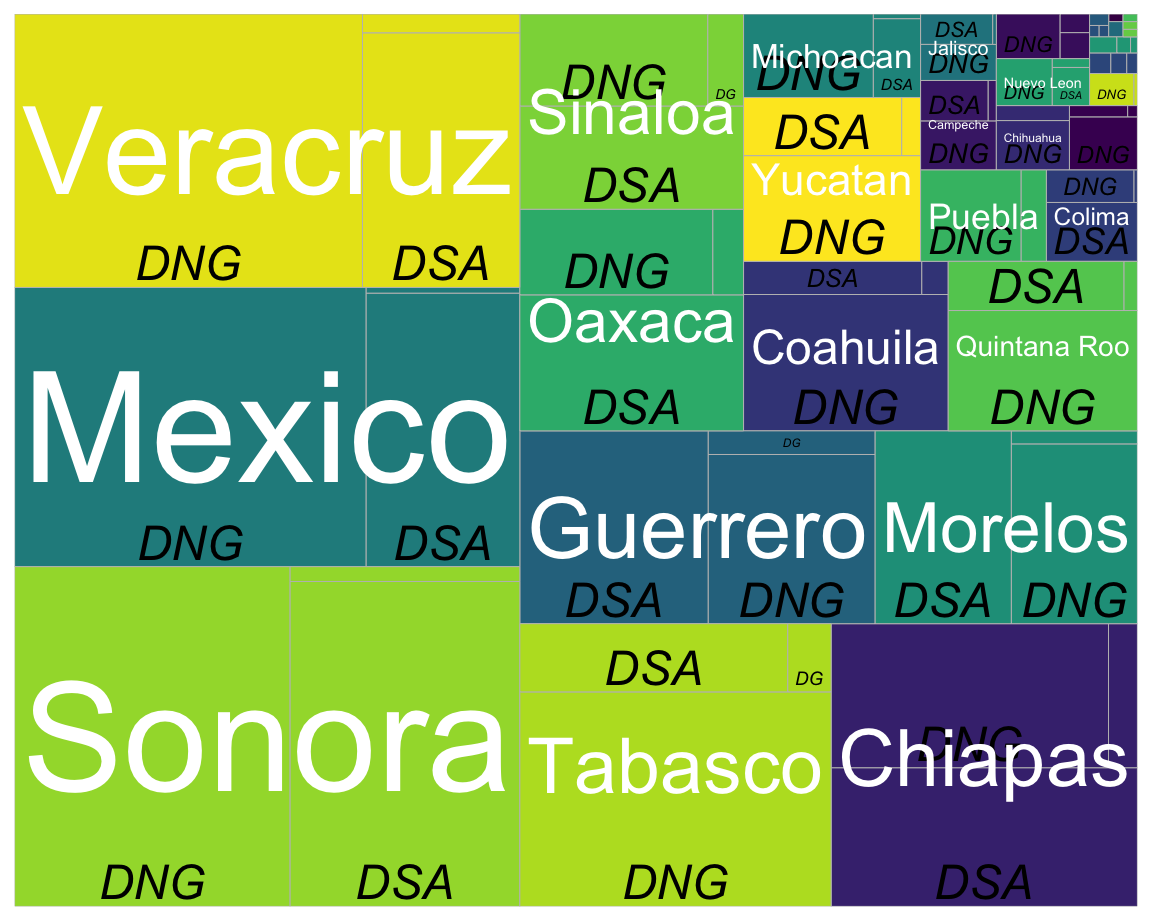 Veracruz
DNG
DSA
Mexico
DNG
DSA
Sonora
DNG
DSA
DNG
DG
Sinaloa
DSA
DNG
Oaxaca
DSA
Michoacan
DNG
DSA
DSA
Yucatan
DNG
DSA
Jalisco
DNG
DSA
Campeche
DNG
DNG
Nuevo Leon
DNG
DSA
DNG
Chihuahua
DNG
DNG
Puebla
DNG
DNG
Colima
DSA
DSA
Coahuila
DNG
DSA
Quintana Roo
DNG
Guerrero
DSA
DG
DNG
Morelos
DSA
DNG
DSA
DG
Tabasco
DNG
DNG
Chiapas
DSA